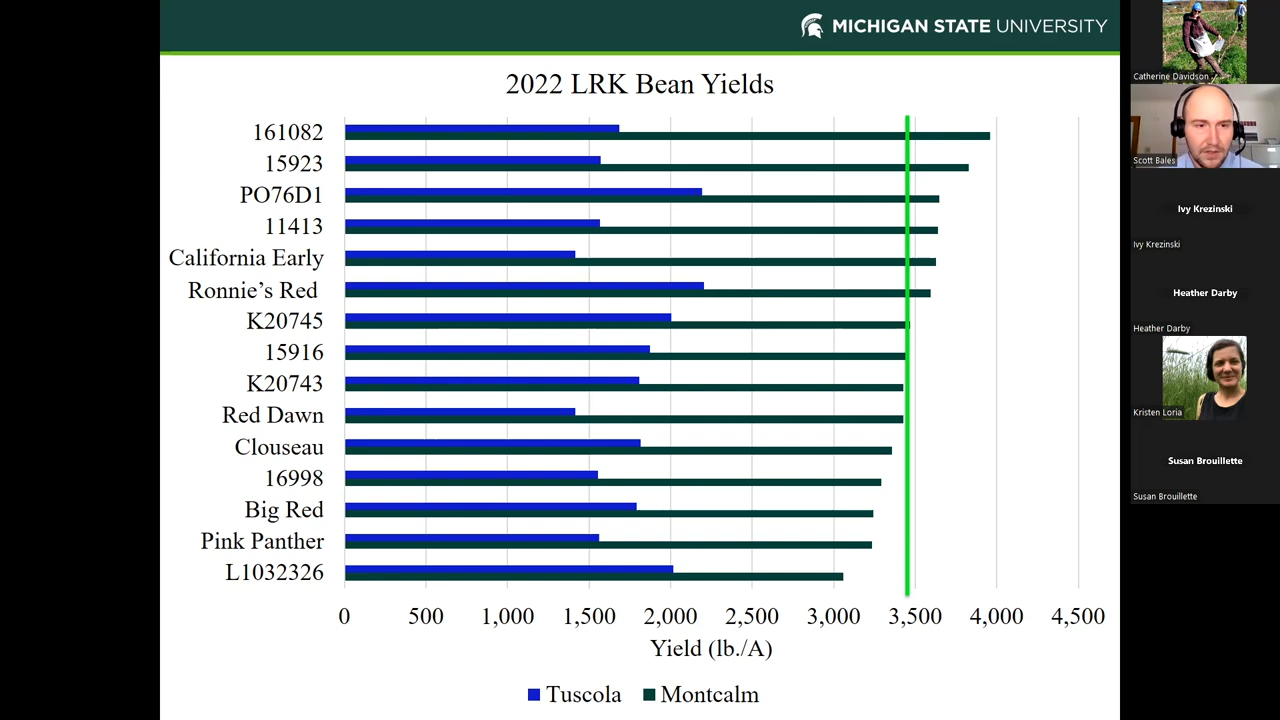 MICHIGAN STATE UNIVERSITY
2022 LRK Bean Yields
161082
15923
PO76D1
11413
California Early
Ronnie's Red
K20745
15916
K20743
Red Dawn
Clouseau
16998
Big Red
Pink Panther
L1032326
0 500 1,000 1,500 2,000 2,500 3,000 3,500 4,000 4,500
Yield (lb./A)
Tuscola Montcalm
Catherine Davidson
Scott Bales
Ivy Krezinski
Ivy Krezinski
Heather Darby
Heather Darby
Kristen Loria
Susan Brouillette
Susan Brouillette